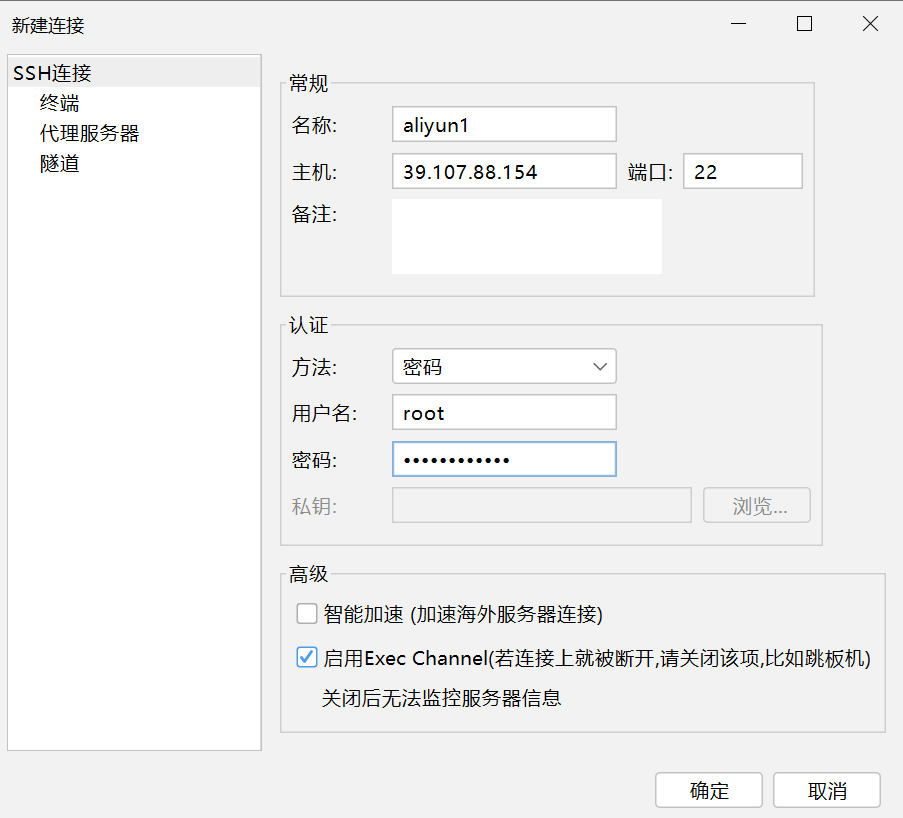 新建连接
SSH连接
终端
代理服务器
隧道
常规
名称: aliyun1
主机: 39.107.88.154 端口: 22
备注:
认证
方法: 密码
用户名: root
密码: ••••••••••••
私钥: 浏览...
高级
智能加速 (加速海外服务器连接)
启用Exec Channel(若连接上就被断开,请关闭该项,比如跳板机)
关闭后无法监控服务器信息
确定 取消